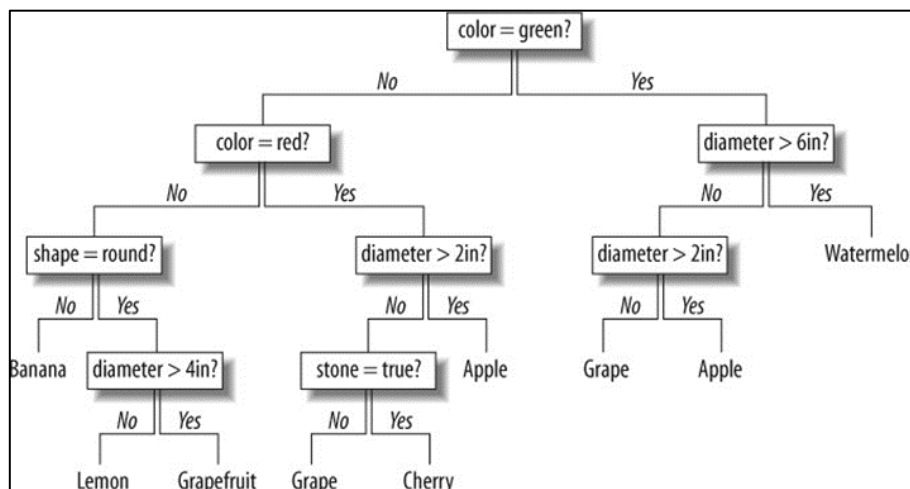 color = green?
No Yes
color = red? diameter > 6in?
No Yes No Yes
shape = round? diameter > 2in? diameter > 2in? Watermelo
No Yes No Yes No Yes
Banana diameter > 4in? stone = true? Apple Grape Apple
No Yes No Yes
Lemon Grapefruit Grape Cherry